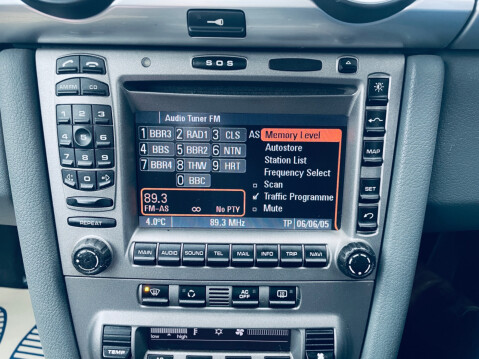 SOS
AM/FM CD
Audio Tuner FM
1 BBR3 2 RAD1 3 CLS AS Memory Level
4 BBS 5 BBR2 6 NTN Autostore
7 BBR4 8 THW 9 HRT Station List
0 BBC Frequency Select
Scan
Traffic Programme
Mute
89.3
FM-AS ∞ No PTY
4.0°C 89.3 MHz TP 06/06/05
1 2 3
4 5 6
7 8 9
* 0 #
REPEAT
MAP
SET
MAIN AUDIO SOUND TEL MAIL INFO TRIP NAVI
AC OFF
OFF
TEMP
low high F